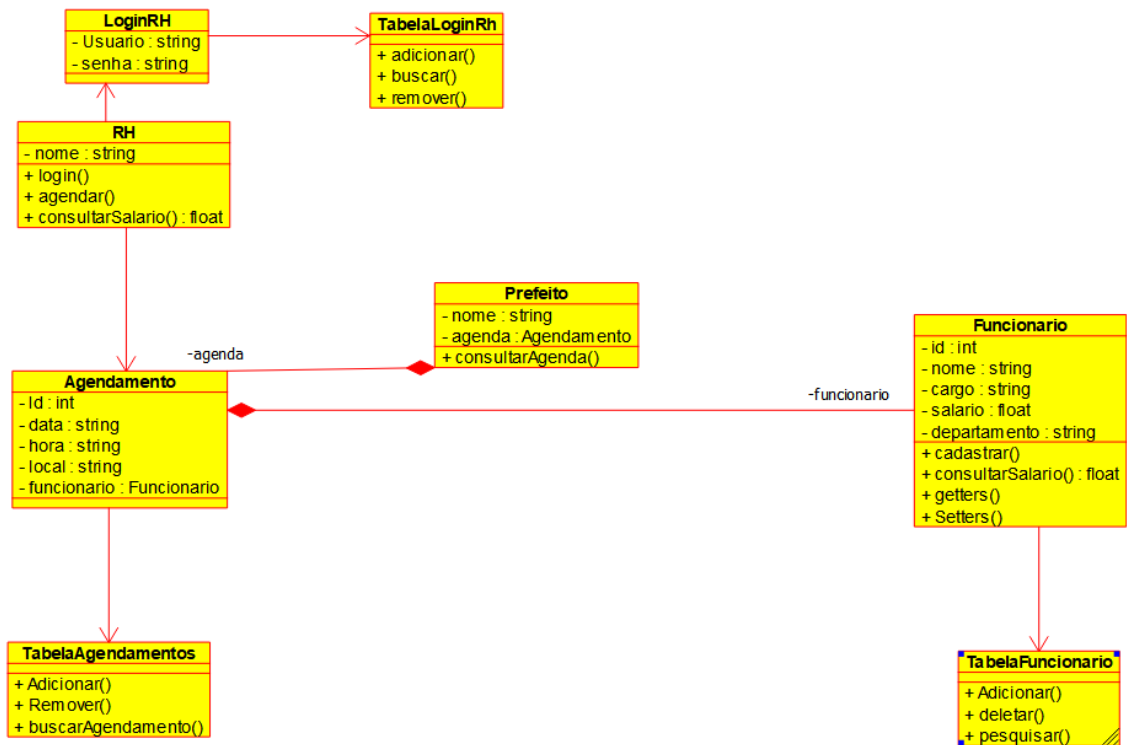 LoginRH
- Usuario : string
- senha : string
TabelaLoginRh
+ adicionar()
+ buscar()
+ remover()
RH
- nome : string
+ login()
+ agendar()
+ consultarSalario() : float
Prefeito
- nome : string
- agenda : Agendamento
+ consultarAgenda()
-agenda
Agendamento
- Id : int
- data : string
- hora : string
- local : string
- funcionario : Funcionario
-funcionario
Funcionario
- id : int
- nome : string
- cargo : string
- salario : float
- departamento : string
+ cadastrar()
+ consultarSalario() : float
+ getters()
+ Setters()
TabelaAgendamentos
+ Adicionar()
+ Remover()
+ buscarAgendamento()
TabelaFuncionario
+ Adicionar()
+ deletar()
+ pesquisar()